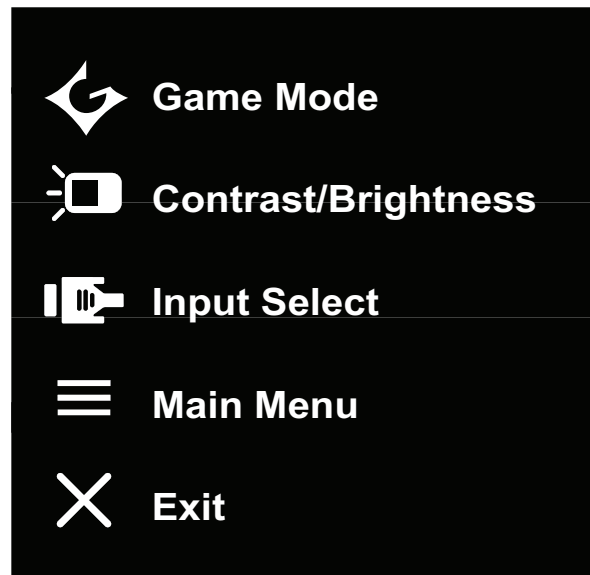 Game Mode
Contrast/Brightness
Input Select
Main Menu
Exit